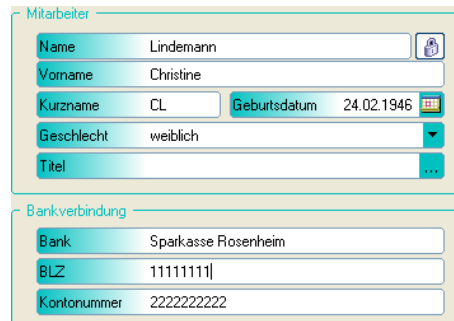 Mitarbeiter
Name Lindemann
Vorname Christine
Kurzname CL Geburtsdatum 24.02.1946
Geschlecht weiblich
Titel ...
Bankverbindung
Bank Sparkasse Rosenheim
BLZ 11111111
Kontonummer 2222222222